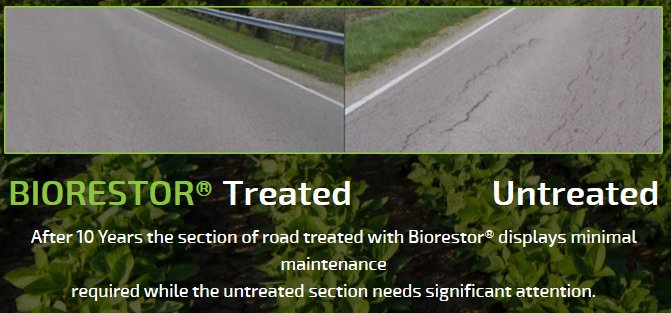 BIORESTOR® Treated Untreated
After 10 Years the section of road treated with Biorestor® displays minimal
maintenance
required while the untreated section needs significant attention.